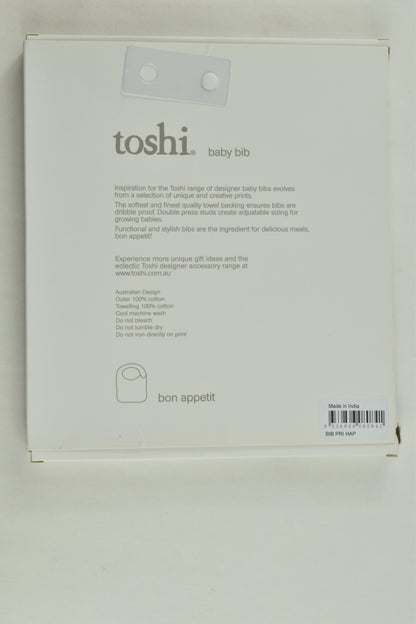 toshi® baby bib
Inspiration for the Toshi range of designer baby bibs evolves
from a selection of unique and creative prints.
The softest and finest quality towel backing ensures bibs are
dribble proof. Double press studs create adjustable sizing for
growing babies.
Functional and stylish bibs are the ingredient for delicious meals,
bon appetit!
Experience more unique gift ideas and the
eclectic Toshi designer accessory range at
www.toshi.com.au
Australian Design
Outer 100% cotton
Towelling 100% cotton
Cool machine wash
Do not bleach
Do not tumble dry
Do not iron directly on print
bon appetit
Made in India
BIB PRI HAP